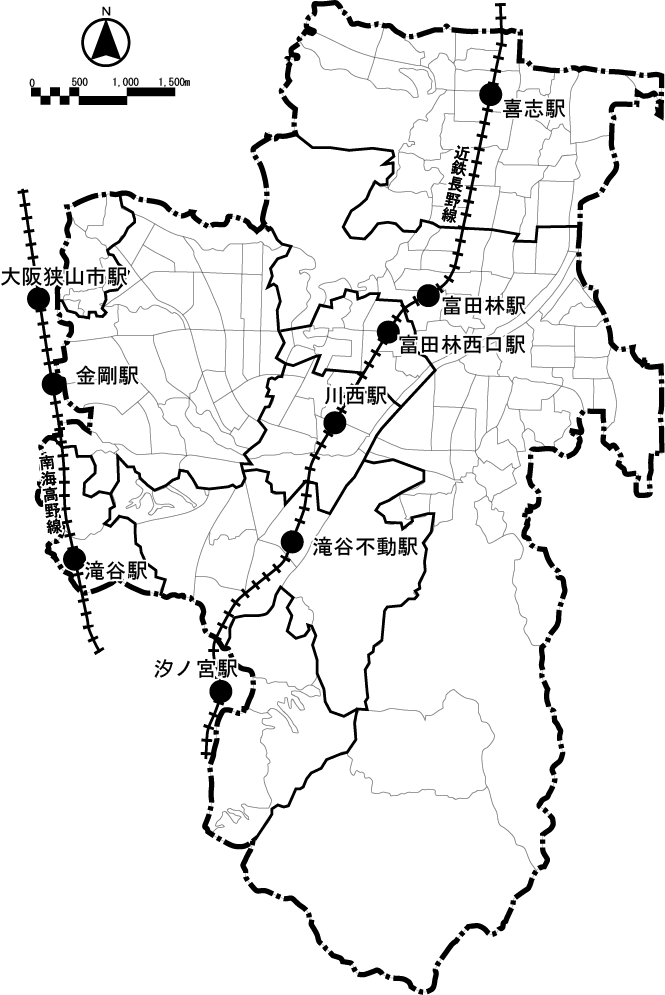 N
0 500 1,000 1,500m
喜志駅
近鉄長野線
大阪狭山市駅
富田林駅
富田林西口駅
金剛駅
川西駅
南海高野線
滝谷不動駅
滝谷駅
汐ノ宮駅